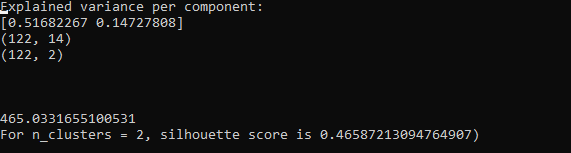 Explained variance per component:
[0.51682267 0.14727808]
(122, 14)
(122, 2)
465.0331655100531
For n_clusters = 2, silhouette score is 0.46587213094764907)